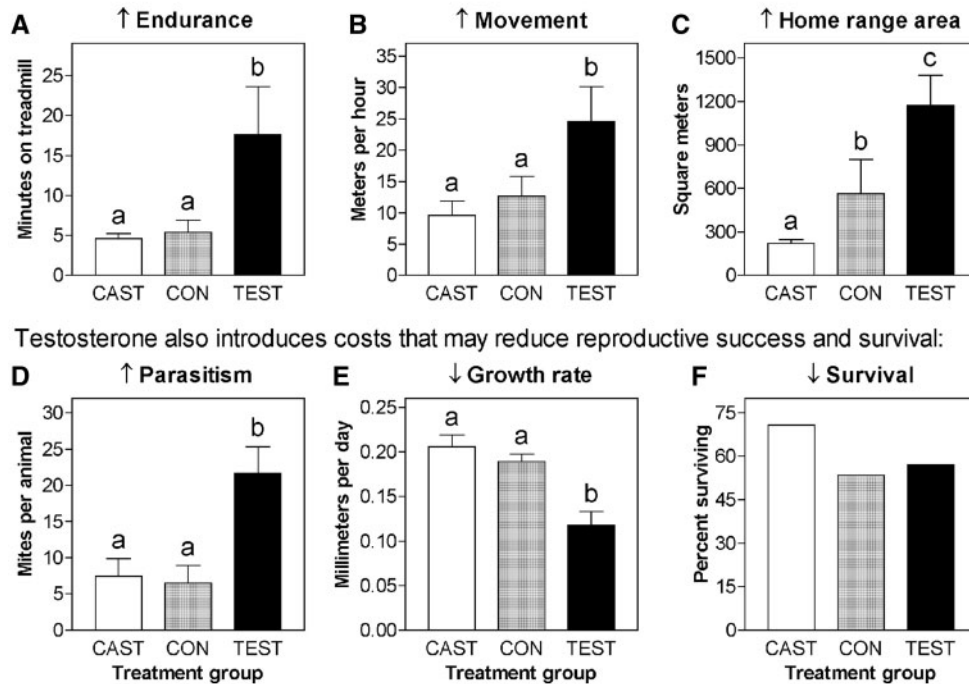 A ↑ Endurance
B ↑ Movement
C ↑ Home range area
Minutes on treadmill
25
20
15
10
5
0
a
a
b
CAST CON TEST
Meters per hour
35
30
25
20
15
10
5
0
a
a
b
CAST CON TEST
Square meters
1500
1200
900
600
300
0
a
b
c
CAST CON TEST
Testosterone also introduces costs that may reduce reproductive success and survival:
D ↑ Parasitism
E ↓ Growth rate
F ↓ Survival
Mites per animal
30
25
20
15
10
5
0
a
a
b
CAST CON TEST
Treatment group
Millimeters per day
0.25
0.20
0.15
0.10
0.05
0.00
a
a
b
CAST CON TEST
Treatment group
Percent surviving
75
60
45
30
15
0
CAST CON TEST
Treatment group